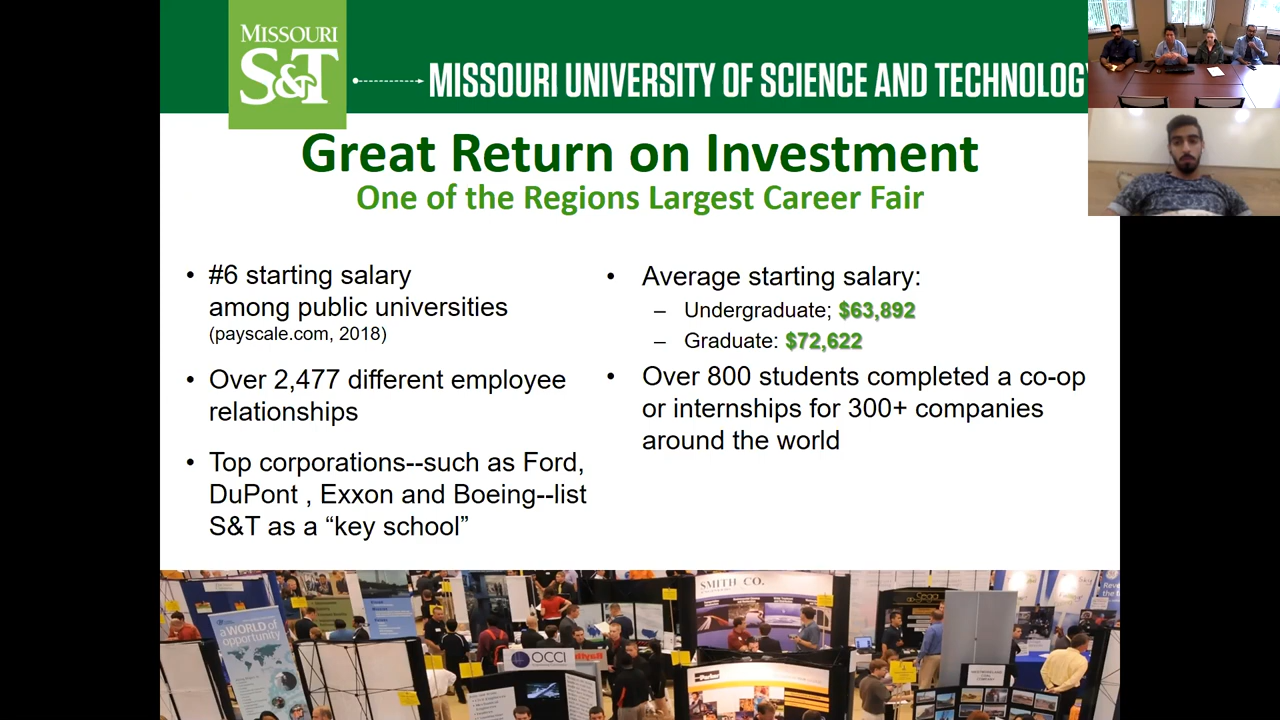 MISSOURI
S&T
MISSOURI UNIVERSITY OF SCIENCE AND TECHNOLOGY
Great Return on Investment
One of the Regions Largest Career Fair
• #6 starting salary
among public universities
(payscale.com, 2018)
• Over 2,477 different employee
relationships
• Top corporations--such as Ford,
DuPont , Exxon and Boeing--list
S&T as a “key school”
• Average starting salary:
– Undergraduate; $63,892
– Graduate: $72,622
• Over 800 students completed a co-op
or internships for 300+ companies
around the world
SMITH CO.
a WORLD of
opportunity
OCCI